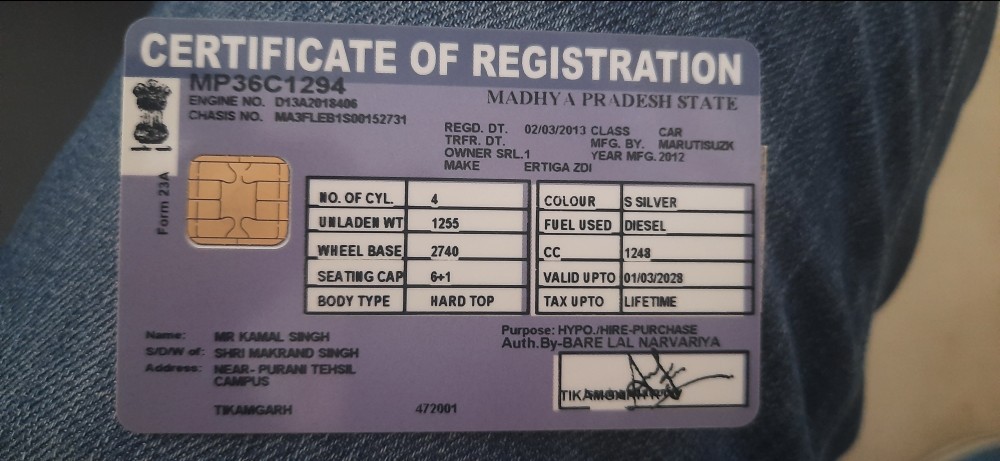 CERTIFICATE OF REGISTRATION
MP36C1294
MADHYA PRADESH STATE
ENGINE NO. D13A2018406
CHASIS NO. MA3FLEB1S00152731
REGD. DT. 02/03/2013 CLASS CAR
TRFR. DT. MFG. BY. MARUTISUZK
OWNER SRL.1 YEAR MFG. 2012
MAKE ERTIGA ZDI
Form 23A
NO. OF CYL. 4 COLOUR S SILVER
UNLADEN WT 1255 FUEL USED DIESEL
WHEEL BASE 2740 CC 1248
SEATING CAP 6+1 VALID UPTO 01/03/2028
BODY TYPE HARD TOP TAX UPTO LIFETIME
Name: MR KAMAL SINGH
S/D/W of: SHRI MAKRAND SINGH
Address: NEAR- PURANI TEHSIL
CAMPUS
TIKAMGARH 472001
Purpose: HYPO./HIRE-PURCHASE
Auth.By-BARE LAL NARVARIYA